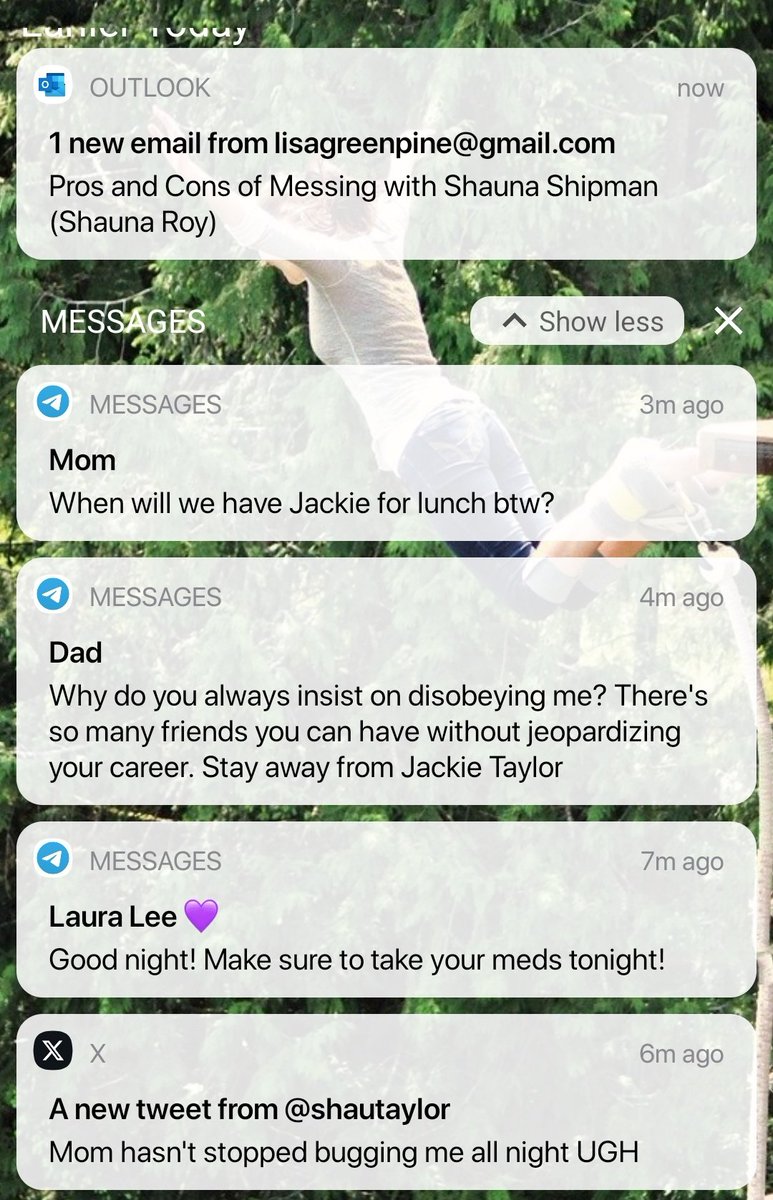 Earlier Today
OUTLOOK
now
1 new email from lisagreenpine@gmail.com
Pros and Cons of Messing with Shauna Shipman
(Shauna Roy)
MESSAGES
Show less
MESSAGES
3m ago
Mom
When will we have Jackie for lunch btw?
MESSAGES
4m ago
Dad
Why do you always insist on disobeying me? There's
so many friends you can have without jeopardizing
your career. Stay away from Jackie Taylor
MESSAGES
7m ago
Laura Lee 💜
Good night! Make sure to take your meds tonight!
X
6m ago
A new tweet from @shautaylor
Mom hasn't stopped bugging me all night UGH